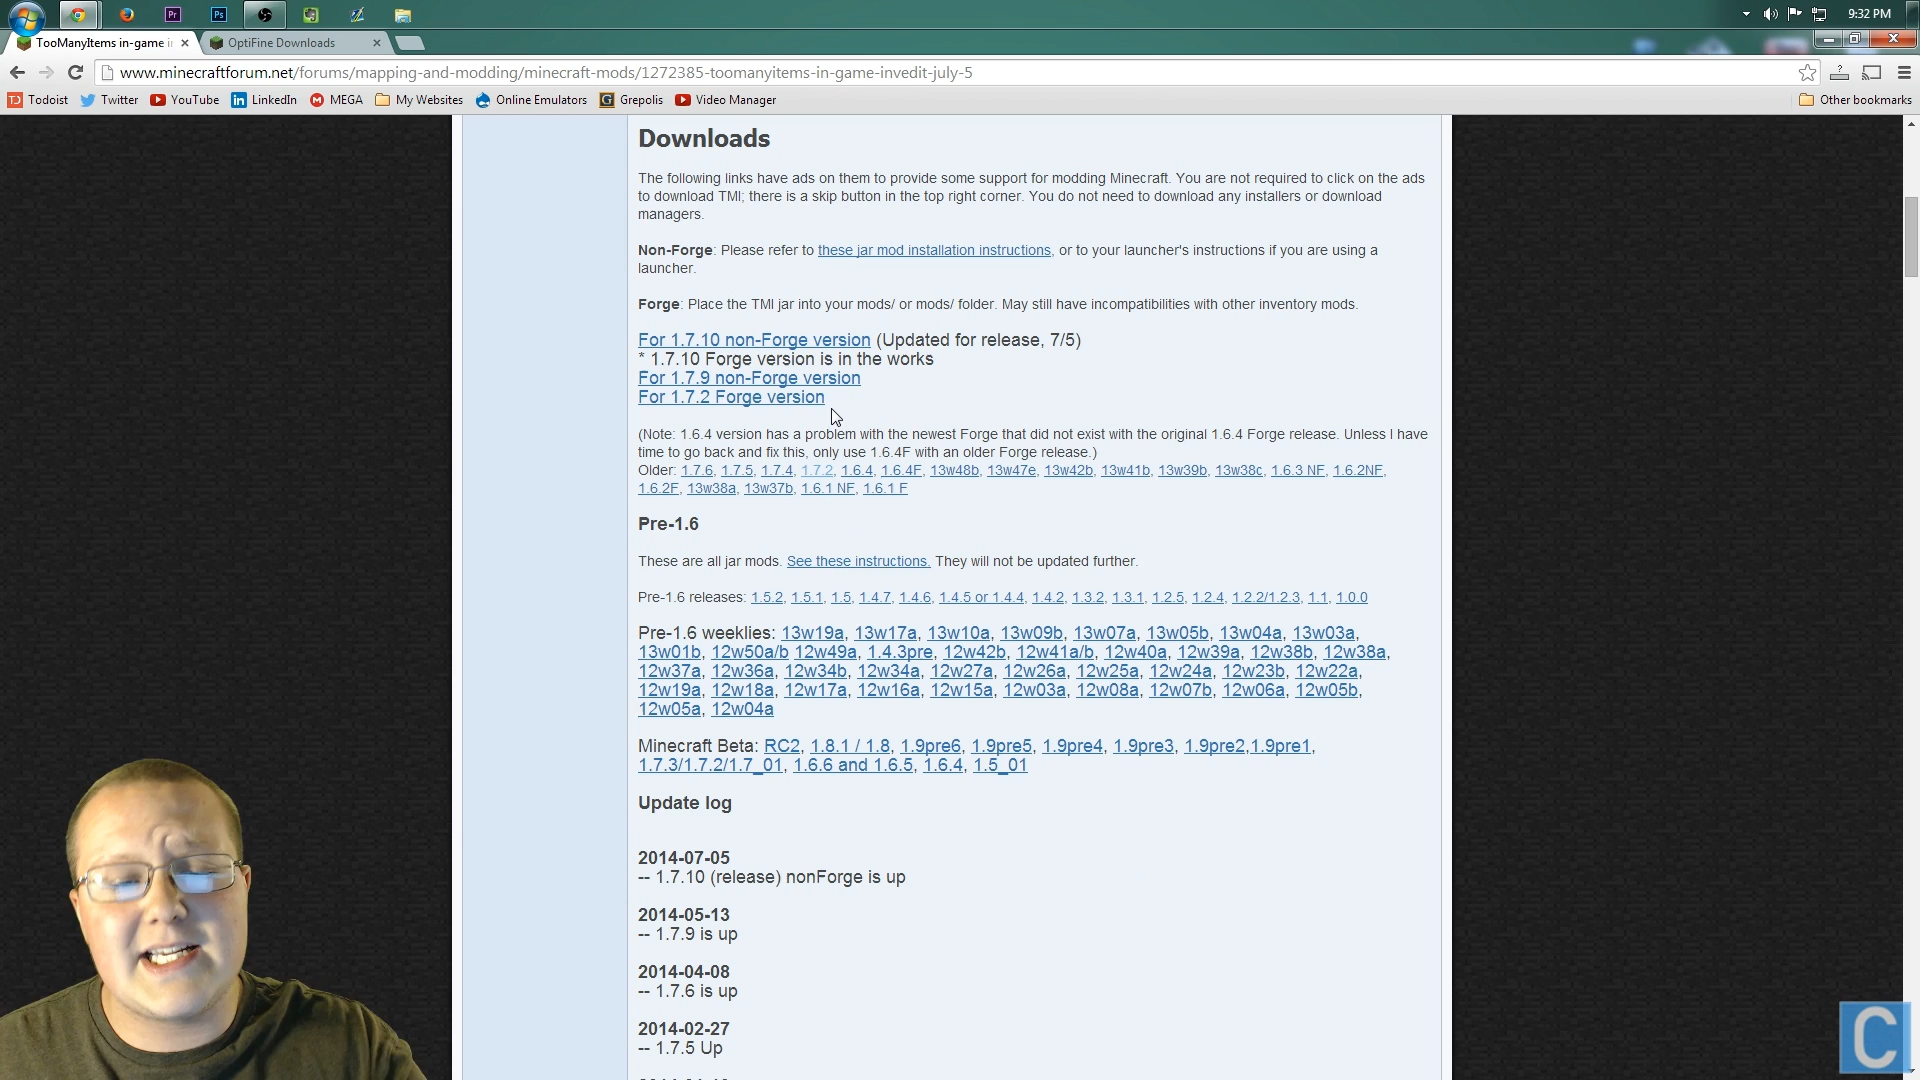 9:32 PM
TooManyItems in-game i
OptiFine Downloads
www.minecraftforum.net/forums/mapping-and-modding/minecraft-mods/1272385-toomanyitems-in-game-invedit-july-5
Todoist Twitter YouTube LinkedIn MEGA My Websites Online Emulators Grepolis Video Manager Other bookmarks
Downloads
The following links have ads on them to provide some support for modding Minecraft. You are not required to click on the ads
to download TMI; there is a skip button in the top right corner. You do not need to download any installers or download
managers.
Non-Forge: Please refer to these jar mod installation instructions, or to your launcher's instructions if you are using a
launcher.
Forge: Place the TMI jar into your mods/ or mods/ folder. May still have incompatibilities with other inventory mods.
For 1.7.10 non-Forge version (Updated for release, 7/5)
* 1.7.10 Forge version is in the works
For 1.7.9 non-Forge version
For 1.7.2 Forge version
(Note: 1.6.4 version has a problem with the newest Forge that did not exist with the original 1.6.4 Forge release. Unless I have
time to go back and fix this, only use 1.6.4F with an older Forge release.)
Older: 1.7.6, 1.7.5, 1.7.4, 1.7.2, 1.6.4, 1.6.4F, 13w48b, 13w47e, 13w42b, 13w41b, 13w39b, 13w38c, 1.6.3 NF, 1.6.2NF,
1.6.2F, 13w38a, 13w37b, 1.6.1 NF, 1.6.1 F
Pre-1.6
These are all jar mods. See these instructions. They will not be updated further.
Pre-1.6 releases: 1.5.2, 1.5.1, 1.5, 1.4.7, 1.4.6, 1.4.5 or 1.4.4, 1.4.2, 1.3.2, 1.3.1, 1.2.5, 1.2.4, 1.2.2/1.2.3, 1.1, 1.0.0
Pre-1.6 weeklies: 13w19a, 13w17a, 13w10a, 13w09b, 13w07a, 13w05b, 13w04a, 13w03a,
13w01b, 12w50a/b 12w49a, 1.4.3pre, 12w42b, 12w41a/b, 12w40a, 12w39a, 12w38b, 12w38a,
12w37a, 12w36a, 12w34b, 12w34a, 12w27a, 12w26a, 12w25a, 12w24a, 12w23b, 12w22a,
12w19a, 12w18a, 12w17a, 12w16a, 12w15a, 12w03a, 12w08a, 12w07b, 12w06a, 12w05b,
12w05a, 12w04a
Minecraft Beta: RC2, 1.8.1 / 1.8, 1.9pre6, 1.9pre5, 1.9pre4, 1.9pre3, 1.9pre2,1.9pre1,
1.7.3/1.7.2/1.7_01, 1.6.6 and 1.6.5, 1.6.4, 1.5_01
Update log
2014-07-05
-- 1.7.10 (release) nonForge is up
2014-05-13
-- 1.7.9 is up
2014-04-08
-- 1.7.6 is up
2014-02-27
-- 1.7.5 Up
C